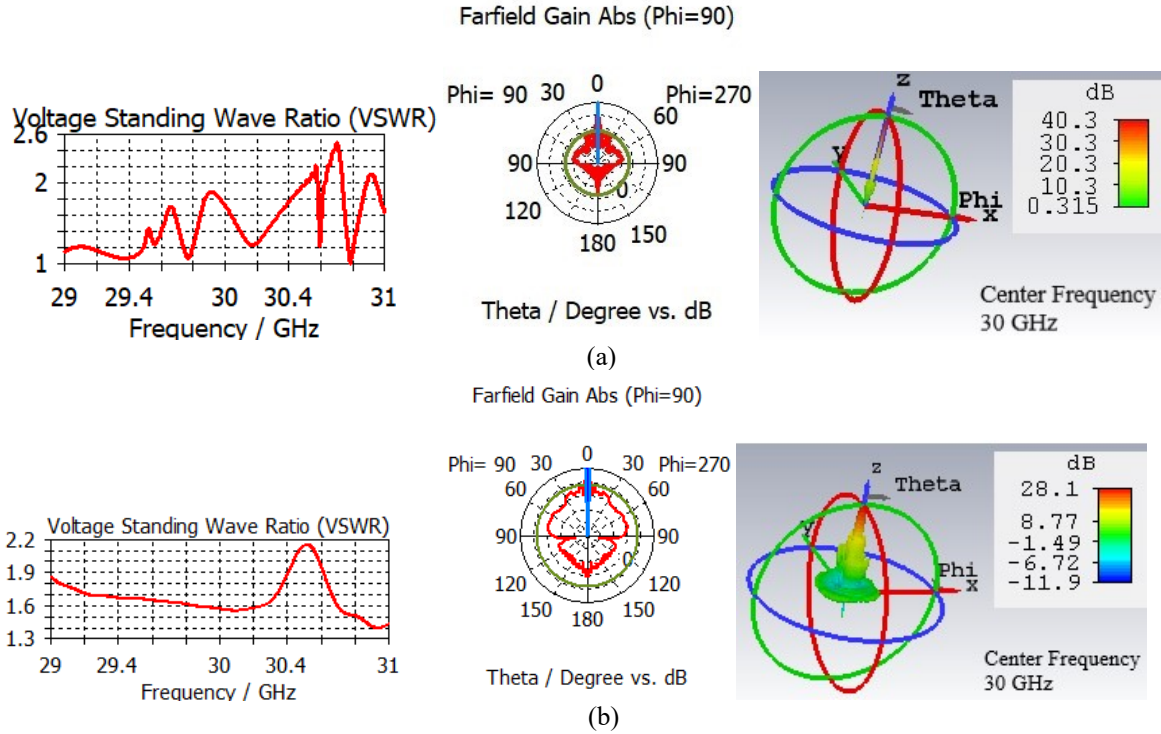 Farfield Gain Abs (Phi=90)
Voltage Standing Wave Ratio (VSWR)
2.6
2
1
29 29.4 30 30.4 31
Frequency / GHz
0
Phi= 90 30 Phi=270
60
90 90
0
120
180 150
Theta / Degree vs. dB
z
Theta
y
Phi
x
dB
40.3
30.3
20.3
10.3
0.315
Center Frequency
30 GHz
(a)
Farfield Gain Abs (Phi=90)
Voltage Standing Wave Ratio (VSWR)
2.2
1.9
1.6
1.3
29 29.4 30 30.4 31
Frequency / GHz
0
Phi= 90 30 30 Phi=270
60 60
90 90
0
120 120
150 150
180
Theta / Degree vs. dB
z
Theta
y
Phi
x
dB
28.1
8.77
-1.49
-6.72
-11.9
Center Frequency
30 GHz
(b)